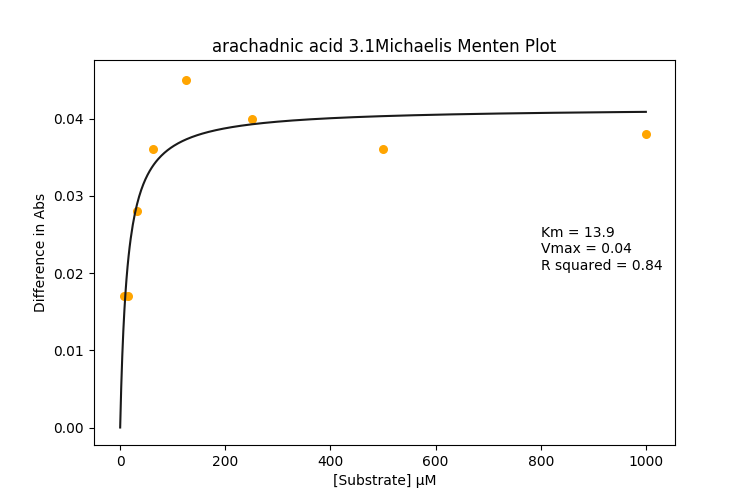 arachadnic acid 3.1Michaelis Menten Plot
Difference in Abs
0.04
0.03
0.02
0.01
0.00
Km = 13.9
Vmax = 0.04
R squared = 0.84
0 200 400 600 800 1000
[Substrate] μM